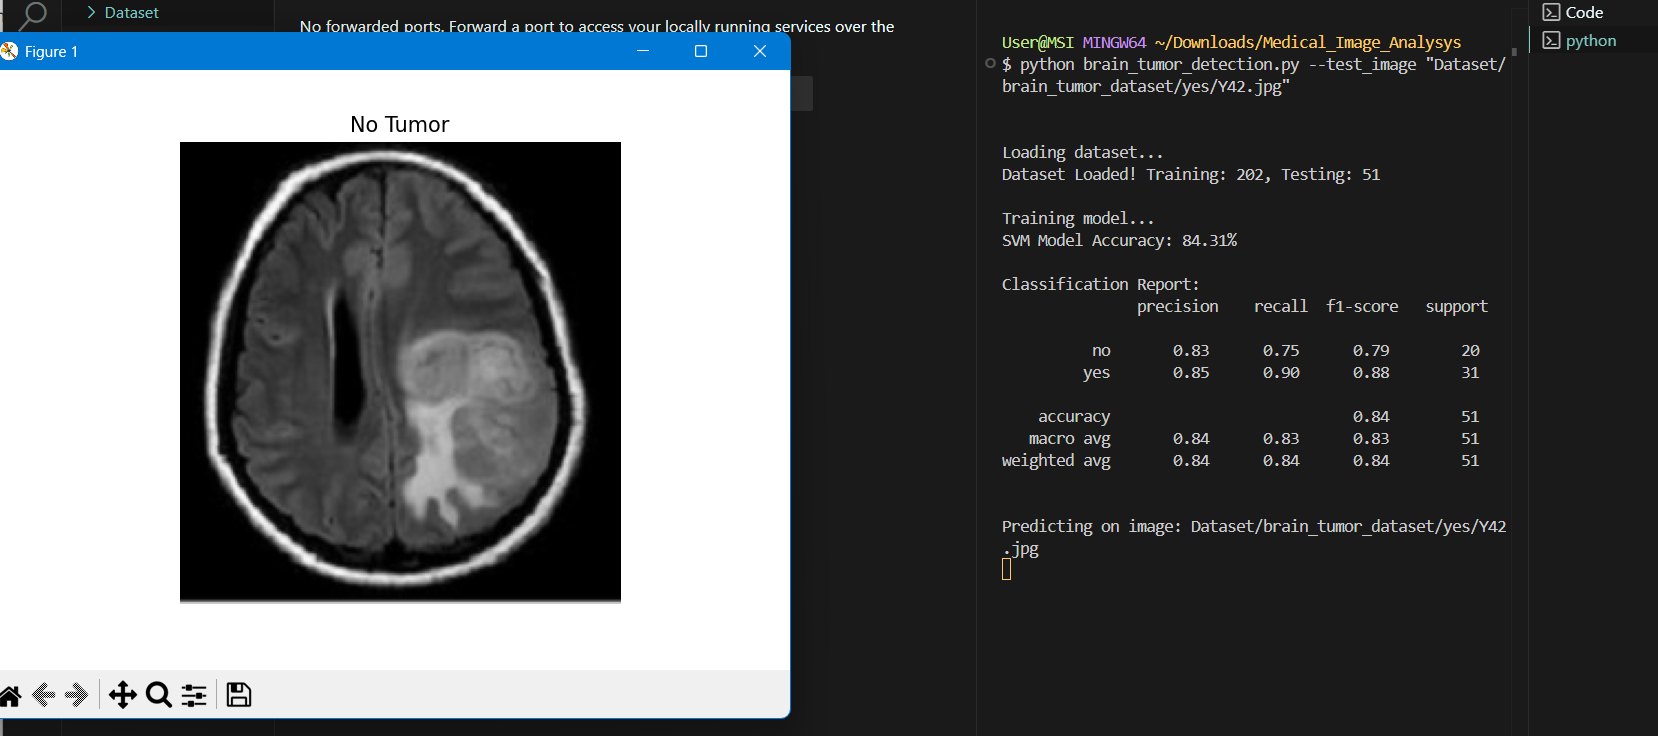 Dataset
No forwarded ports. Forward a port to access your locally running services over the
Figure 1
No Tumor
User@MSI MINGW64 ~/Downloads/Medical_Image_Analysys
$ python brain_tumor_detection.py --test_image "Dataset/
brain_tumor_dataset/yes/Y42.jpg"
Loading dataset...
Dataset Loaded! Training: 202, Testing: 51
Training model...
SVM Model Accuracy: 84.31%
Classification Report:
precision recall f1-score support
no 0.83 0.75 0.79 20
yes 0.85 0.90 0.88 31
accuracy 0.84 51
macro avg 0.84 0.83 0.83 51
weighted avg 0.84 0.84 0.84 51
Predicting on image: Dataset/brain_tumor_dataset/yes/Y42
.jpg
Code
python